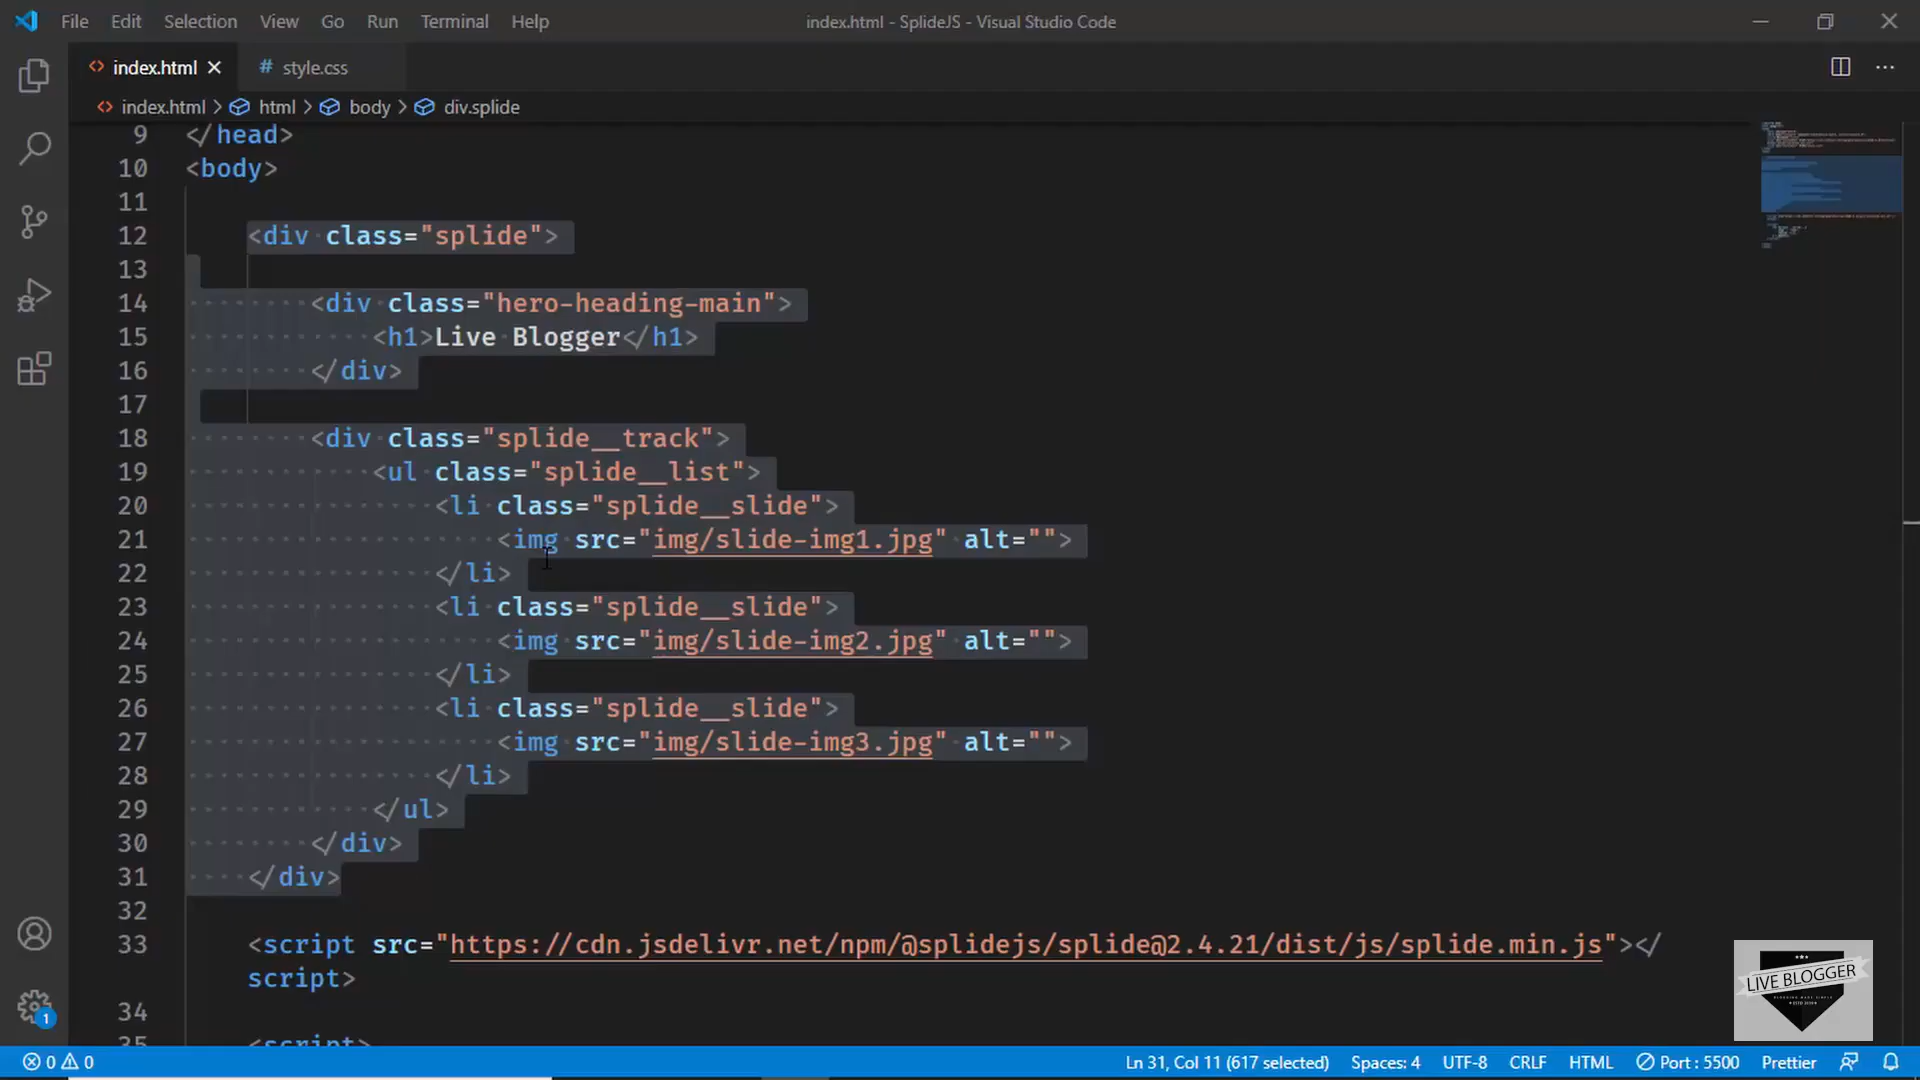 File Edit Selection View Go Run Terminal Help index.html - SplideJS - Visual Studio Code
index.html # style.css
index.html > html > body > div.splide
9 </head>
10 <body>
11
12 <div class="splide">
13
14 <div class="hero-heading-main">
15 <h1>Live Blogger</h1>
16 </div>
17
18 <div class="splide__track">
19 <ul class="splide__list">
20 <li class="splide__slide">
21 <img src="img/slide-img1.jpg" alt="">
22 </li>
23 <li class="splide__slide">
24 <img src="img/slide-img2.jpg" alt="">
25 </li>
26 <li class="splide__slide">
27 <img src="img/slide-img3.jpg" alt="">
28 </li>
29 </ul>
30 </div>
31 </div>
32
33 <script src="https://cdn.jsdelivr.net/npm/@splidejs/splide@2.4.21/dist/js/splide.min.js"></
script>
34
35 <script>
LIVE BLOGGER
1
0 0 Ln 31, Col 11 (617 selected) Spaces: 4 UTF-8 CRLF HTML Port : 5500 Prettier